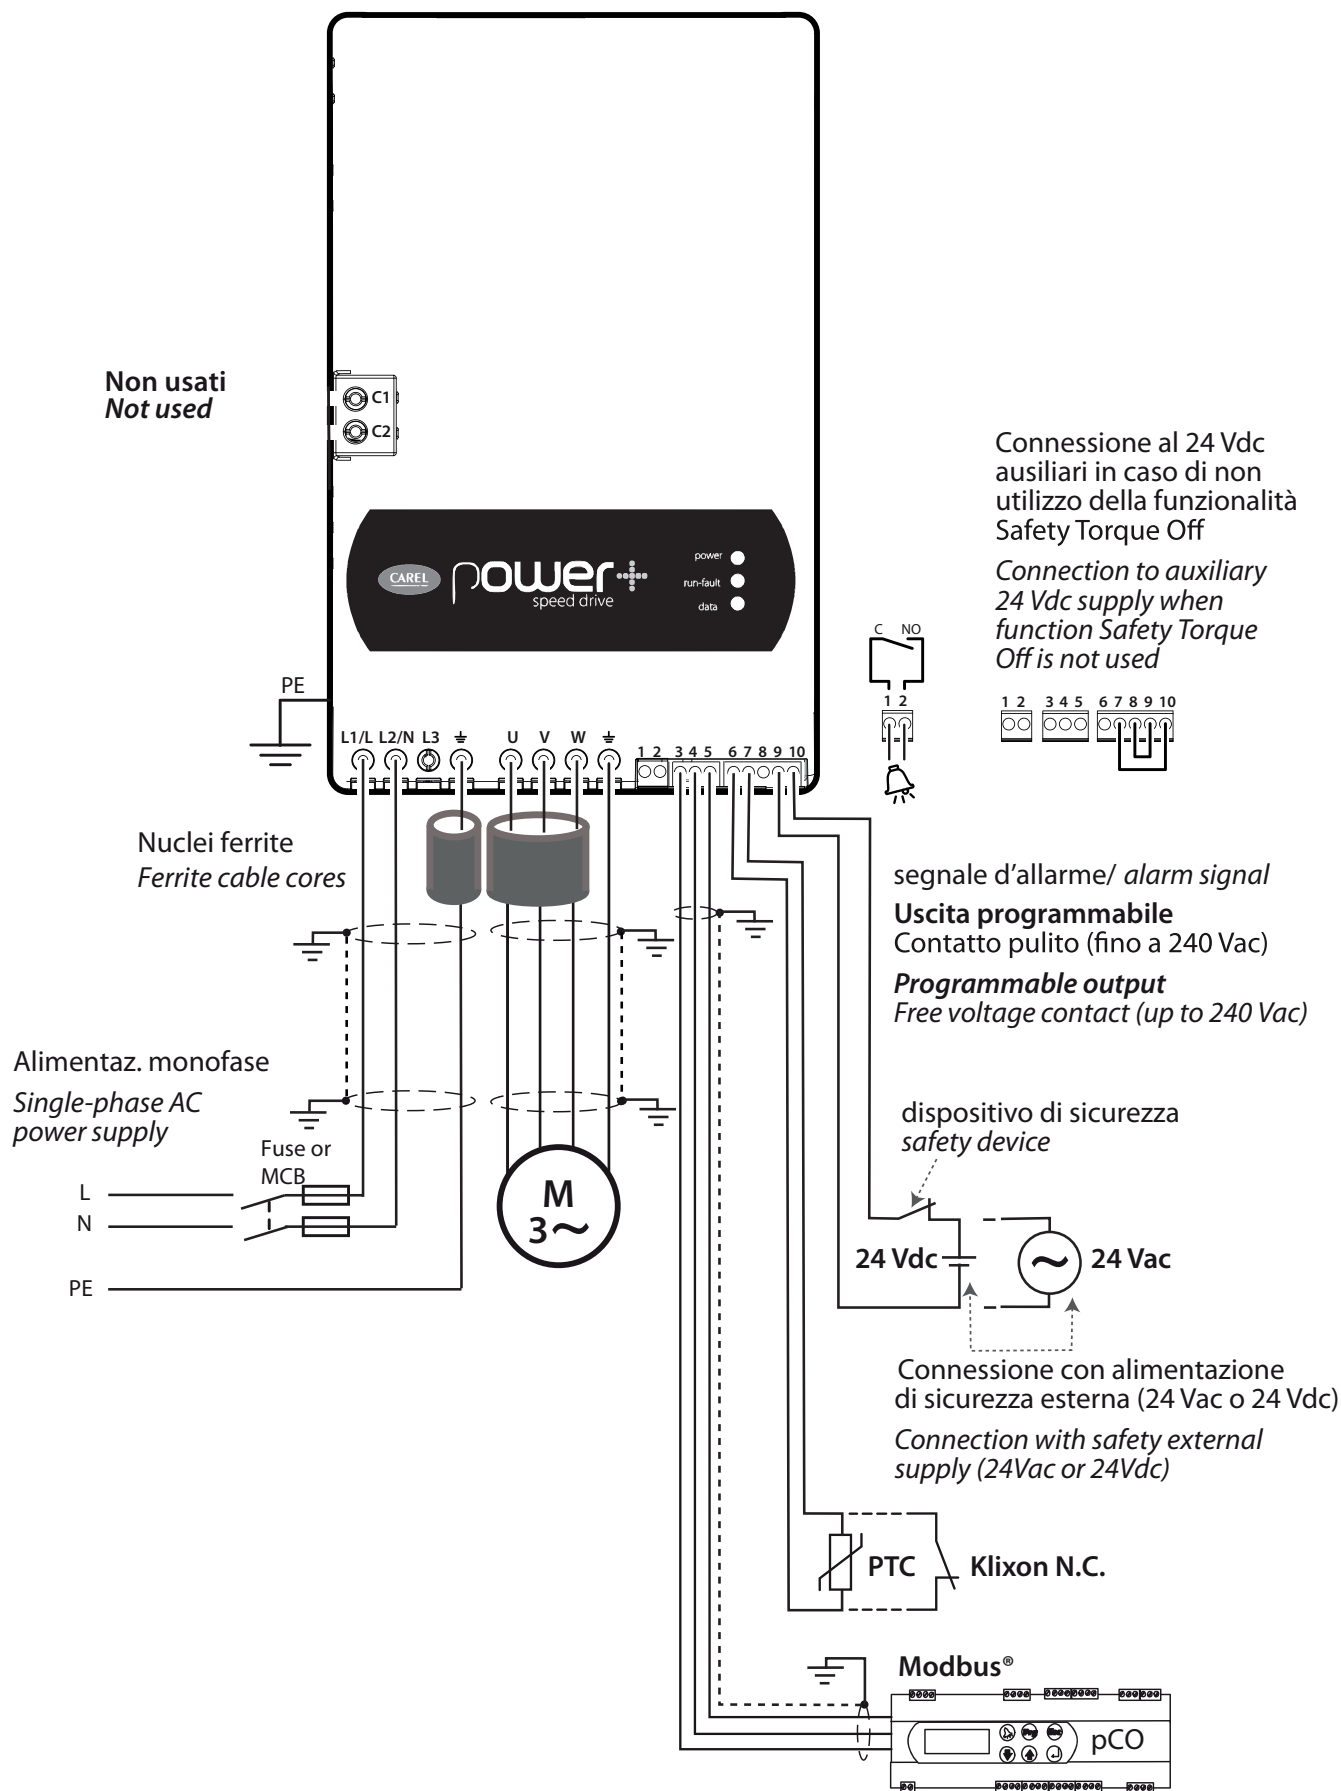 Non usati
Not used
C1
C2
CAREL
power+
speed drive
power
run-fault
data
Connessione al 24 Vdc
ausiliari in caso di non
utilizzo della funzionalità
Safety Torque Off
Connection to auxiliary
24 Vdc supply when
function Safety Torque
Off is not used
C NO
1 2
1 2 3 4 5 6 7 8 9 10
PE
L1/L L2/N L3 U V W
1 2 3 4 5 6 7 8 9 10
Nuclei ferrite
Ferrite cable cores
segnale d'allarme/ alarm signal
Uscita programmabile
Contatto pulito (fino a 240 Vac)
Programmable output
Free voltage contact (up to 240 Vac)
Alimentaz. monofase
Single-phase AC
power supply
Fuse or
MCB
L
N
PE
M
3~
dispositivo di sicurezza
safety device
24 Vdc
24 Vac
Connessione con alimentazione
di sicurezza esterna (24 Vac o 24 Vdc)
Connection with safety external
supply (24Vac or 24Vdc)
PTC
Klixon N.C.
Modbus®
Prg
Esc
pCO